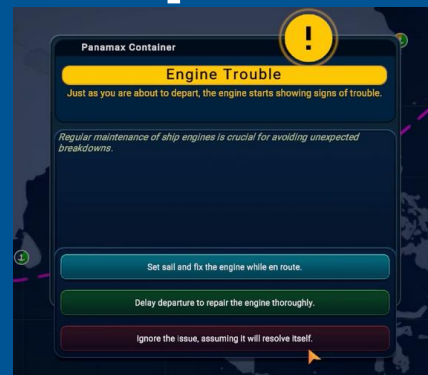 Panamax Container
!
Engine Trouble
Just as you are about to depart, the engine starts showing signs of trouble.
Regular maintenance of ship engines is crucial for avoiding unexpected
breakdowns.
Set sail and fix the engine while en route.
Delay departure to repair the engine thoroughly.
Ignore the issue, assuming it will resolve itself.